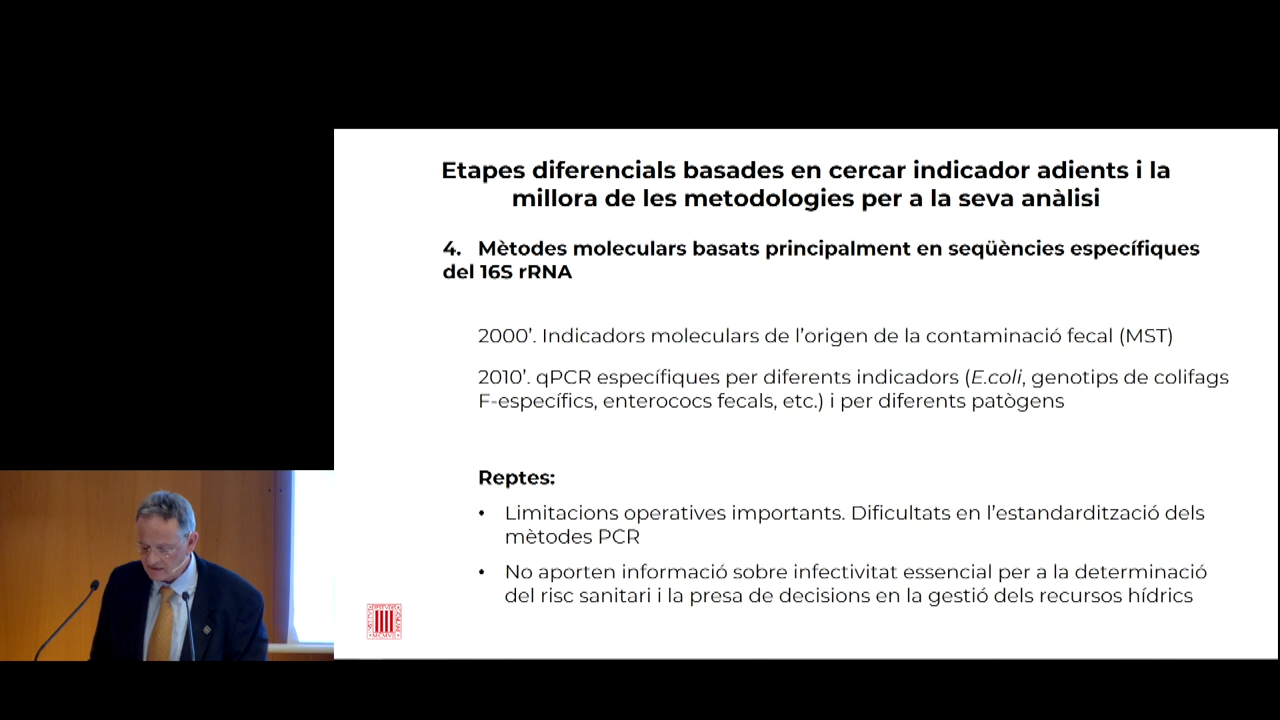 Etapes diferencials basades en cercar indicador adients i la
millora de les metodologies per a la seva anàlisi
4. Mètodes moleculars basats principalment en seqüències específiques
del 16S rRNA
2000’. Indicadors moleculars de l’origen de la contaminació fecal (MST)
2010’. qPCR específiques per diferents indicadors (E.coli, genotips de colifags
F-específics, enterococs fecals, etc.) i per diferents patògens
Reptes:
• Limitacions operatives importants. Dificultats en l’estandardització dels
mètodes PCR
• No aporten informació sobre infectivitat essencial per a la determinació
del risc sanitari i la presa de decisions en la gestió dels recursos hídrics